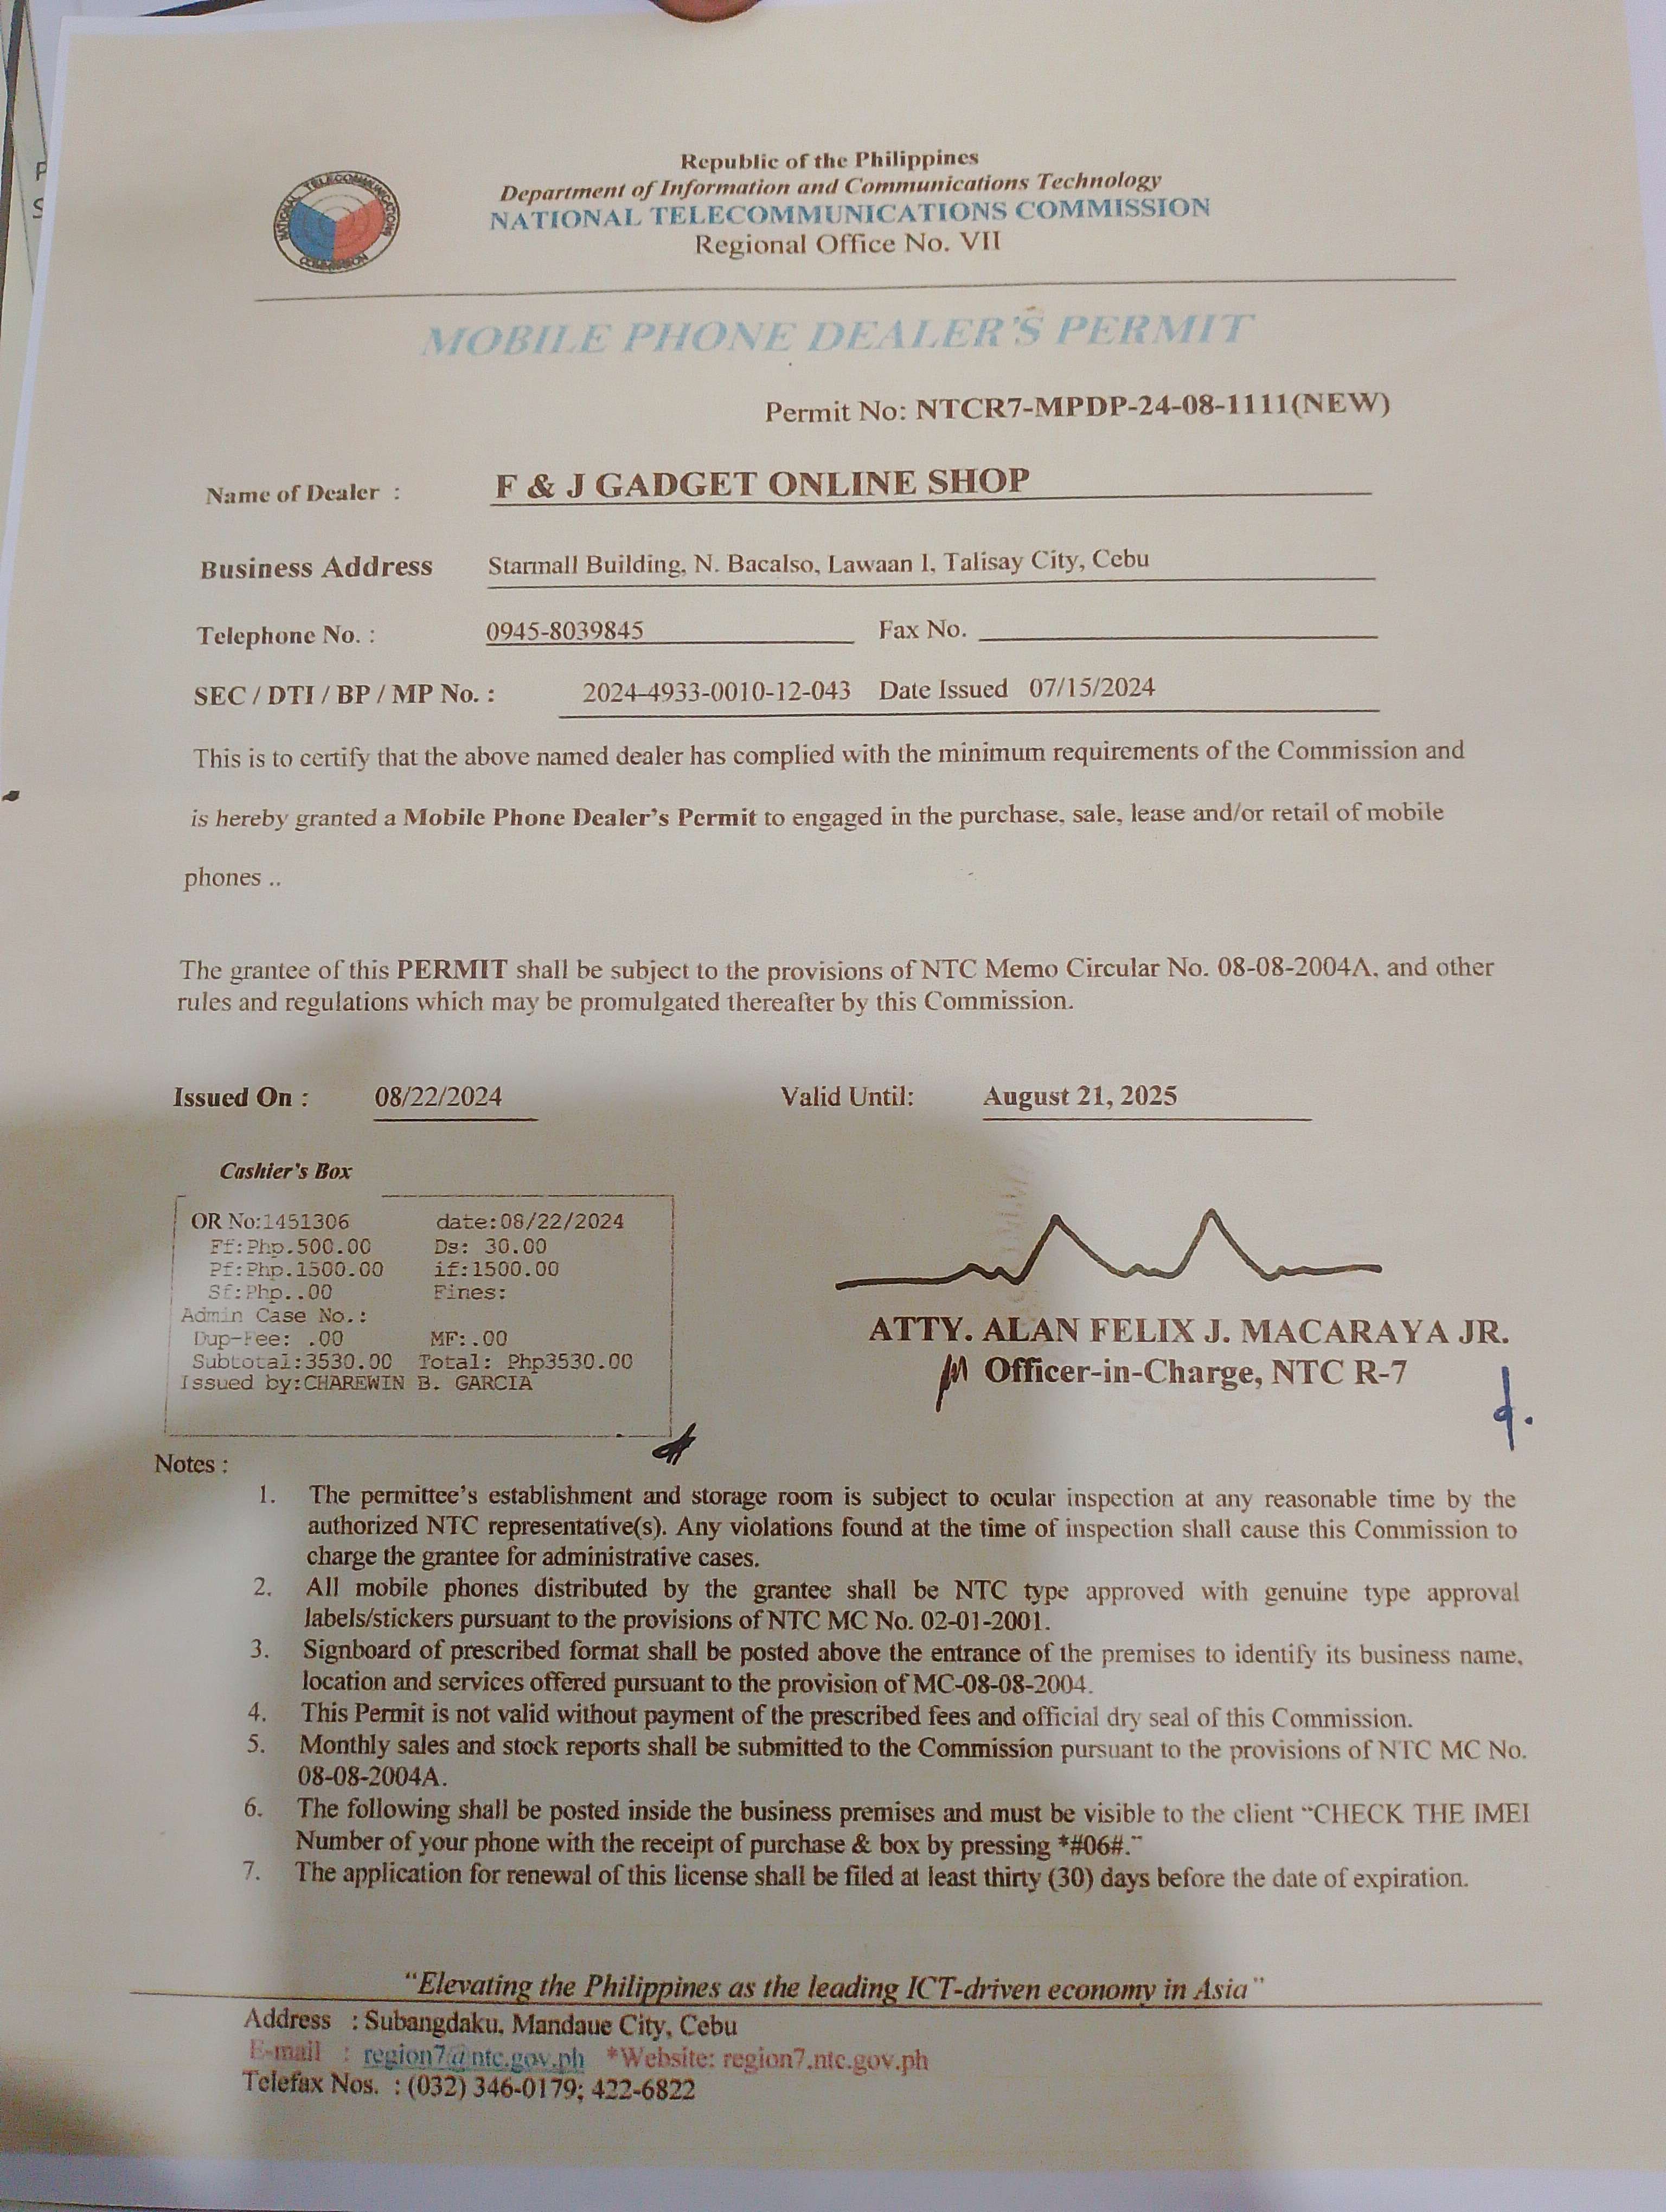 P
S
NATIONAL TELECOMMUNICATIONS
COMMISSION
Republic of the Philippines
Department of Information and Communications Technology
NATIONAL TELECOMMUNICATIONS COMMISSION
Regional Office No. VII
MOBILE PHONE DEALER'S PERMIT
Permit No: NTCR7-MPDP-24-08-1111(NEW)
Name of Dealer : F & J GADGET ONLINE SHOP
Business Address Starmall Building, N. Bacalso, Lawaan I, Talisay City, Cebu
Telephone No. : 0945-8039845 Fax No.
SEC / DTI / BP / MP No. : 2024-4933-0010-12-043 Date Issued 07/15/2024
This is to certify that the above named dealer has complied with the minimum requirements of the Commission and
is hereby granted a Mobile Phone Dealer's Permit to engaged in the purchase, sale, lease and/or retail of mobile
phones ..
The grantee of this PERMIT shall be subject to the provisions of NTC Memo Circular No. 08-08-2004A, and other
rules and regulations which may be promulgated thereafter by this Commission.
Issued On : 08/22/2024 Valid Until: August 21, 2025
Cashier's Box
OR No:1451306 date:08/22/2024
Ff:Php.500.00 Ds: 30.00
Pf:Php.1500.00 if:1500.00
Sf:Php..00 Fines:
Admin Case No.:
Dup-Fee: .00 MF:.00
Subtotal:3530.00 Total: Php3530.00
Issued by:CHAREWIN B. GARCIA
ATTY. ALAN FELIX J. MACARAYA JR.
Officer-in-Charge, NTC R-7
Notes :
1. The permittee's establishment and storage room is subject to ocular inspection at any reasonable time by the
authorized NTC representative(s). Any violations found at the time of inspection shall cause this Commission to
charge the grantee for administrative cases.
2. All mobile phones distributed by the grantee shall be NTC type approved with genuine type approval
labels/stickers pursuant to the provisions of NTC MC No. 02-01-2001.
3. Signboard of prescribed format shall be posted above the entrance of the premises to identify its business name,
location and services offered pursuant to the provision of MC-08-08-2004.
4. This Permit is not valid without payment of the prescribed fees and official dry seal of this Commission.
5. Monthly sales and stock reports shall be submitted to the Commission pursuant to the provisions of NTC MC No.
08-08-2004A.
6. The following shall be posted inside the business premises and must be visible to the client "CHECK THE IMEI
Number of your phone with the receipt of purchase & box by pressing *#06#."
7. The application for renewal of this license shall be filed at least thirty (30) days before the date of expiration.
"Elevating the Philippines as the leading ICT-driven economy in Asia"
Address : Subangdaku, Mandaue City, Cebu
E-mail : region7@ntc.gov.ph *Website: region7.ntc.gov.ph
Telefax Nos. : (032) 346-0179; 422-6822